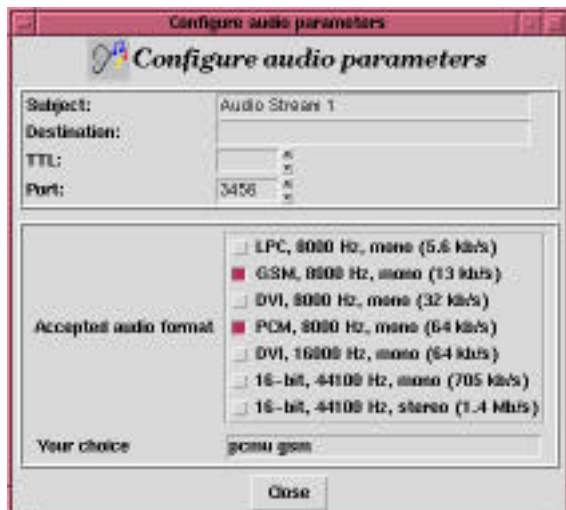 Configure audio parameters
Configure audio parameters
Subject: Audio Stream 1
Destination:
TTL:
Port: 3456
Accepted audio format
LPC, 8000 Hz, mono (5.6 kb/s)
GSM, 8000 Hz, mono (13 kb/s)
DVI, 8000 Hz, mono (32 kb/s)
PCM, 8000 Hz, mono (64 kb/s)
DVI, 16000 Hz, mono (64 kb/s)
16-bit, 44100 Hz, mono (705 kb/s)
16-bit, 44100 Hz, stereo (1.4 Mb/s)
Your choice pcmu gsm
Close